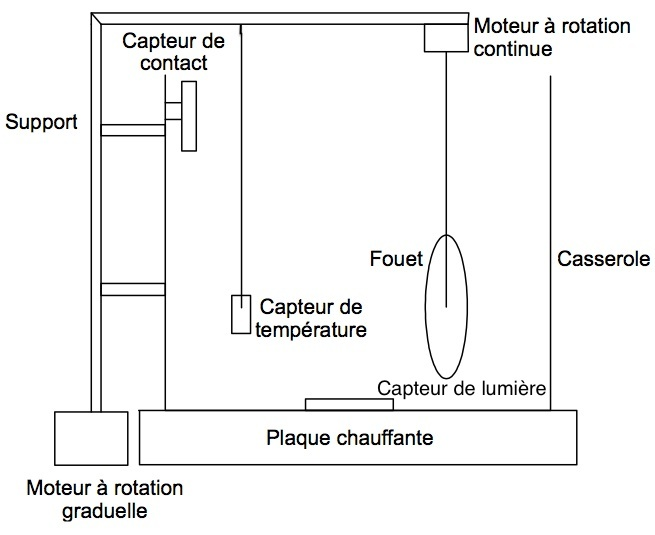 Moteur à rotation
continue
Capteur de
contact
Support
Fouet
Casserole
Capteur de
température
Capteur de lumière
Plaque chauffante
Moteur à rotation
graduelle